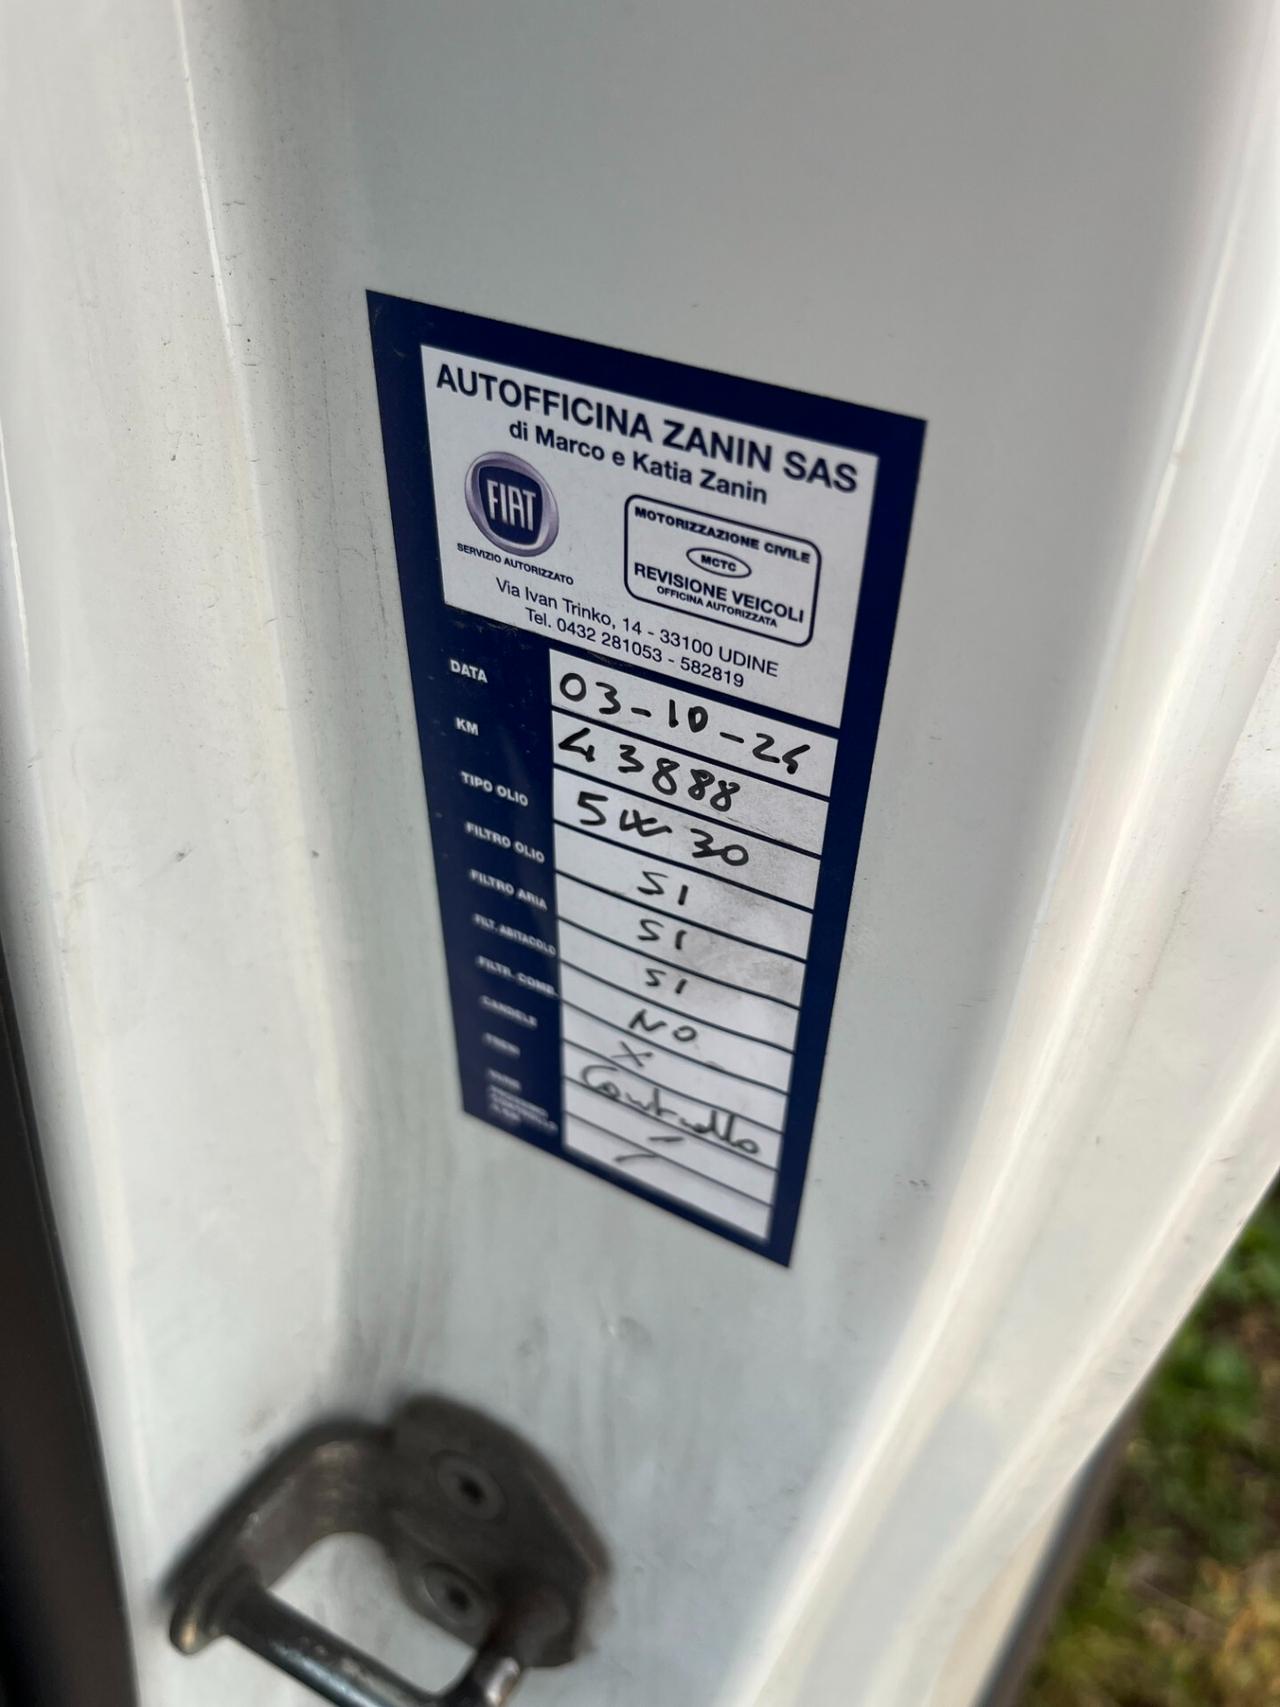 AUTOFFICINA ZANIN SAS
di Marco e Katia Zanin
FIAT
SERVIZIO AUTORIZZATO
MOTORIZZAZIONE CIVILE
MCTC
REVISIONE VEICOLI
OFFICINA AUTORIZZATA
Via Ivan Trinko, 14 - 33100 UDINE
Tel. 0432 281053 - 582819
DATA 03-10-24
KM 43888
TIPO OLIO 5W30
FILTRO OLIO SI
FILTRO ARIA SI
FILT. ABITACOLO SI
FILTR. COMB. NO
CANDELE X
FRENI Controllo